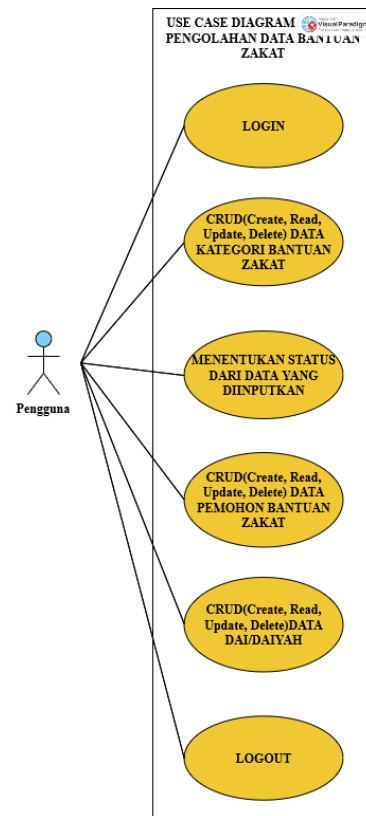 USE CASE DIAGRAM
Visual Paradigm
PENGOLAHAN DATA BANTUAN
ZAKAT
LOGIN
CRUD(Create, Read,
Update, Delete) DATA
KATEGORI BANTUAN
ZAKAT
MENENTUKAN STATUS
DARI DATA YANG
DIINPUTKAN
Pengguna
CRUD(Create, Read,
Update, Delete) DATA
PEMOHON BANTUAN
ZAKAT
CRUD(Create, Read,
Update, Delete)DATA
DAI/DAIYAH
LOGOUT